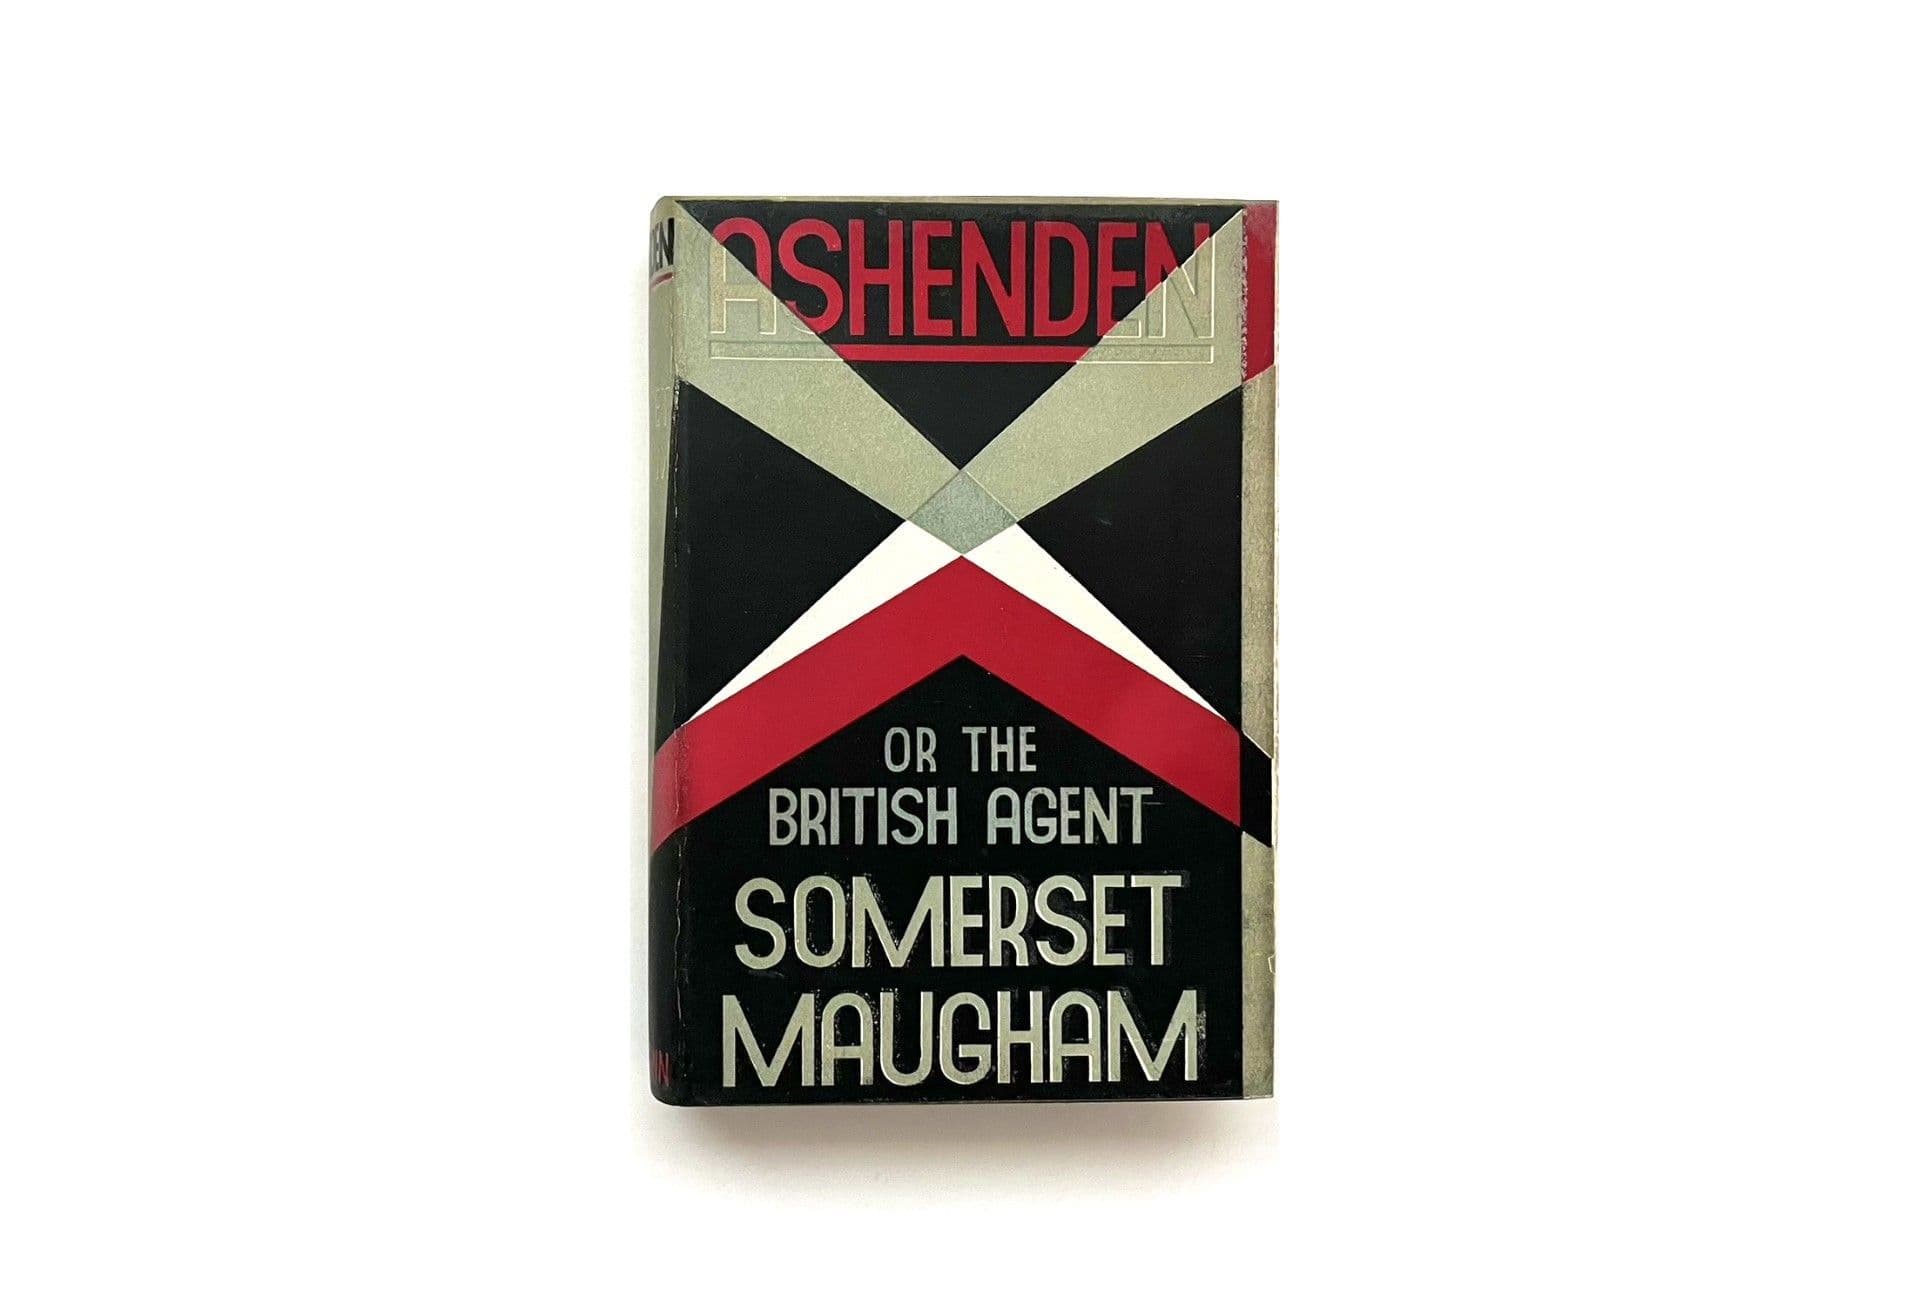 ASHENDEN
OR THE
BRITISH AGENT
SOMERSET
MAUGHAM